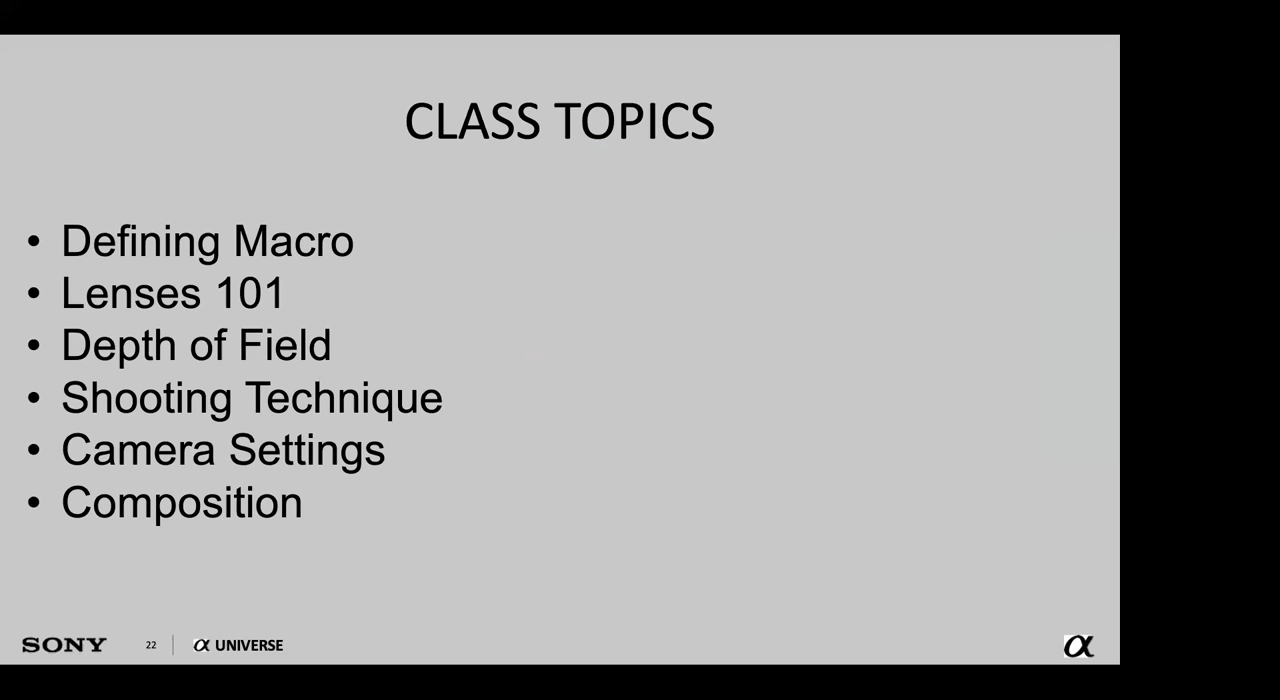 CLASS TOPICS
• Defining Macro
• Lenses 101
• Depth of Field
• Shooting Technique
• Camera Settings
• Composition
SONY 22 α UNIVERSE α